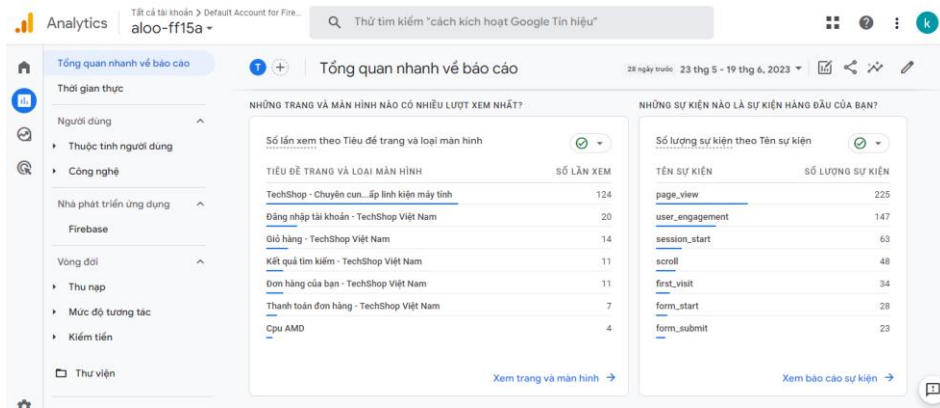 Analytics
Tất cả tài khoản > Default Account for Fire...
aloo-ff15a
Thử tìm kiếm "cách kích hoạt Google Tín hiệu"
k
Tổng quan nhanh về báo cáo
Thời gian thực
Người dùng
Thuộc tính người dùng
Công nghệ
Nhà phát triển ứng dụng
Firebase
Vòng đời
Thu nạp
Mức độ tương tác
Kiếm tiền
Thư viện
T
Tổng quan nhanh về báo cáo
28 ngày trước 23 thg 5 - 19 thg 6, 2023
NHỮNG TRANG VÀ MÀN HÌNH NÀO CÓ NHIỀU LƯỢT XEM NHẤT?
Số lần xem theo Tiêu đề trang và loại màn hình
TIÊU ĐỀ TRANG VÀ LOẠI MÀN HÌNH SỐ LẦN XEM
TechShop - Chuyên cun...ấp linh kiện máy tính 124
Đăng nhập tài khoản - TechShop Việt Nam 20
Giỏ hàng - TechShop Việt Nam 14
Kết quả tìm kiếm - TechShop Việt Nam 11
Đơn hàng của bạn - TechShop Việt Nam 11
Thanh toán đơn hàng - TechShop Việt Nam 7
Cpu AMD 4
Xem trang và màn hình
NHỮNG SỰ KIỆN NÀO LÀ SỰ KIỆN HÀNG ĐẦU CỦA BẠN?
Số lượng sự kiện theo Tên sự kiện
TÊN SỰ KIỆN SỐ LƯỢNG SỰ KIỆN
page_view 225
user_engagement 147
session_start 63
scroll 48
first_visit 34
form_start 28
form_submit 23
Xem báo cáo sự kiện